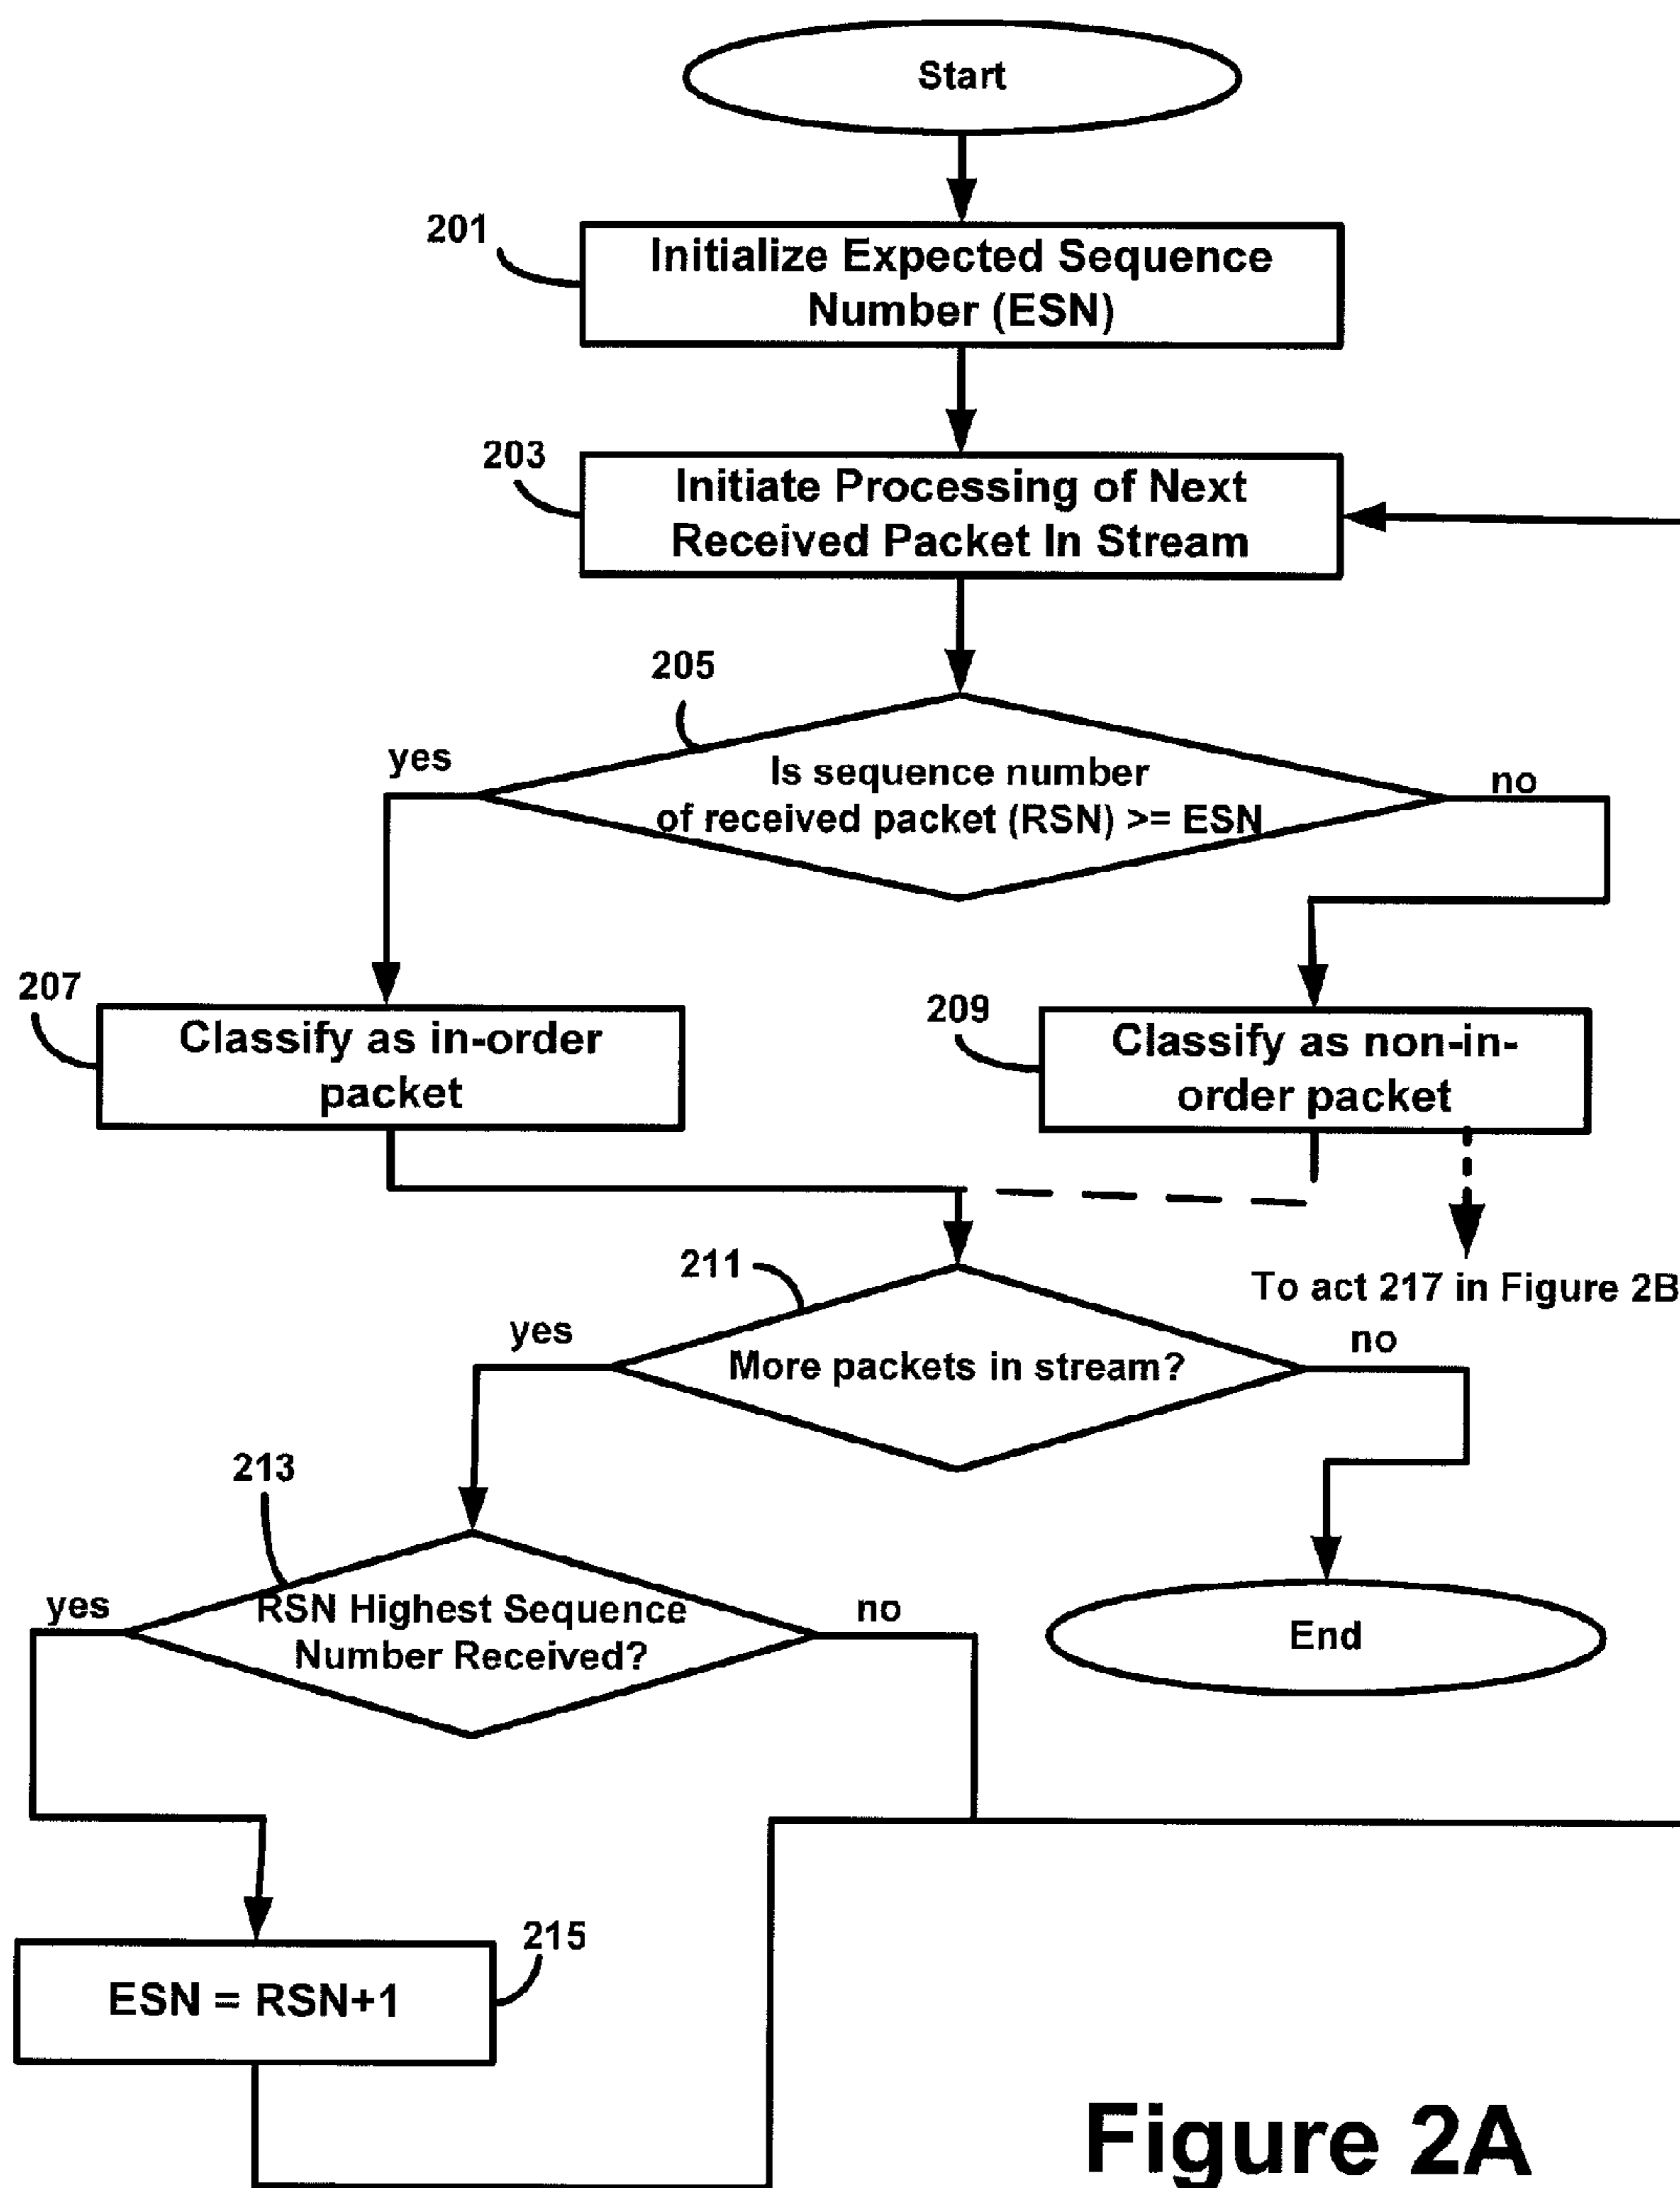 Start
201
Initialize Expected Sequence
Number (ESN)
203
Initiate Processing of Next
Received Packet In Stream
205
yes
Is sequence number
of received packet (RSN) >= ESN
no
207
Classify as in-order
packet
209
Classify as non-in-
order packet
211
To act 217 in Figure 2B
yes
More packets in stream?
no
213
yes
RSN Highest Sequence
Number Received?
no
End
215
ESN = RSN+1
Figure 2A